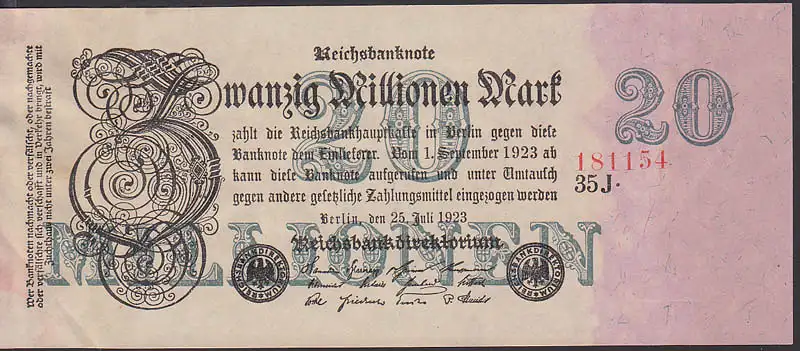 Reichsbanknote
Zwanzig Millionen Mark
zahlt die Reichsbankhauptkasse in Berlin gegen diese
Banknote dem Einlieferer. Vom 1. September 1923 ab
kann diese Banknote aufgerufen und unter Umtausch
gegen andere gesetzliche Zahlungsmittel eingezogen werden
Berlin, den 25. Juli 1923
Reichsbankdirektorium
20
MILLIONEN
20
181154
35J·
Wer Banknoten nachmacht oder verfälscht, oder nachgemachte
oder verfälschte sich verschafft und in Verkehr bringt, wird mit
Zuchthaus nicht unter zwei Jahren bestraft
REICHSBANKDIREKTORIUM
REICHSBANKDIREKTORIUM